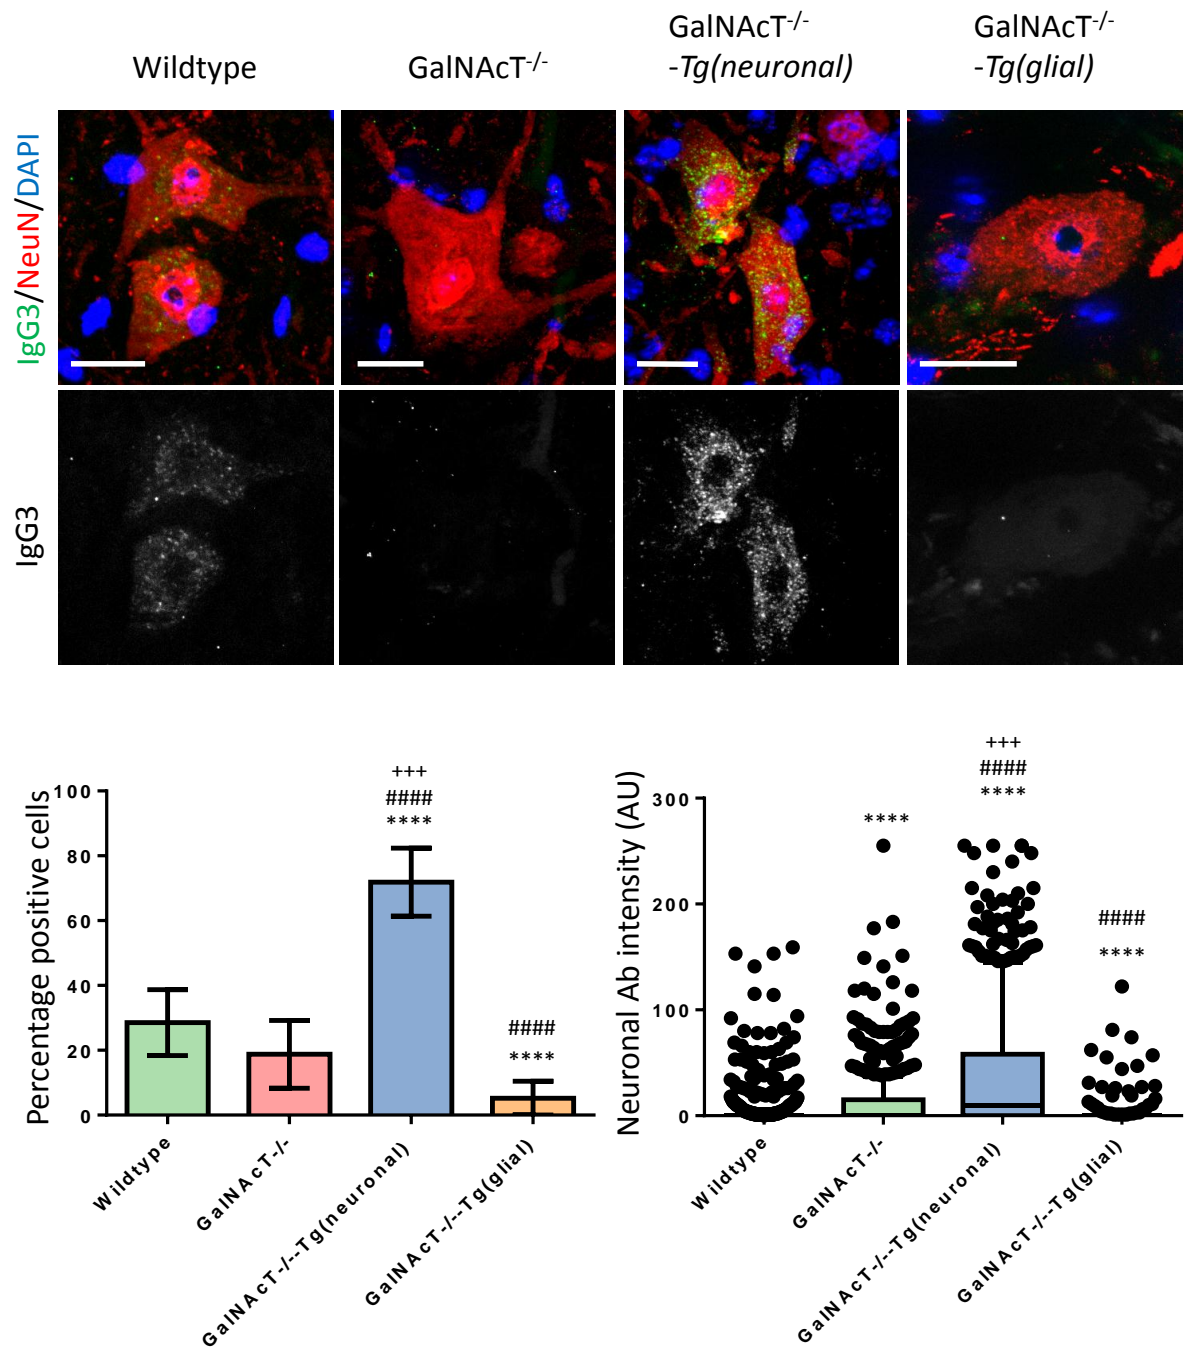 Wildtype
GalNAcT-/-
GalNAcT-/-
-Tg(neuronal)
GalNAcT-/-
-Tg(glial)
IgG3/NeuN/DAPI
IgG3
Percentage positive cells
100
80
60
40
20
0
+++
####
****
####
****
Wildtype
GalNAcT-/-
GalNAcT-/--Tg(neuronal)
GalNAcT-/--Tg(glial)
Neuronal Ab intensity (AU)
300
200
100
0
****
+++
####
****
####
****
Wildtype
GalNAcT-/-
GalNAcT-/--Tg(neuronal)
GalNAcT-/--Tg(glial)